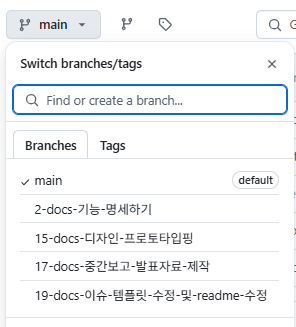 main
G
Switch branches/tags
Find or create a branch...
Branches
Tags
main
default
2-docs-기능-명세하기
15-docs-디자인-프로토타입핑
17-docs-중간보고-발표자료-제작
19-docs-이슈-템플릿-수정-및-readme-수정